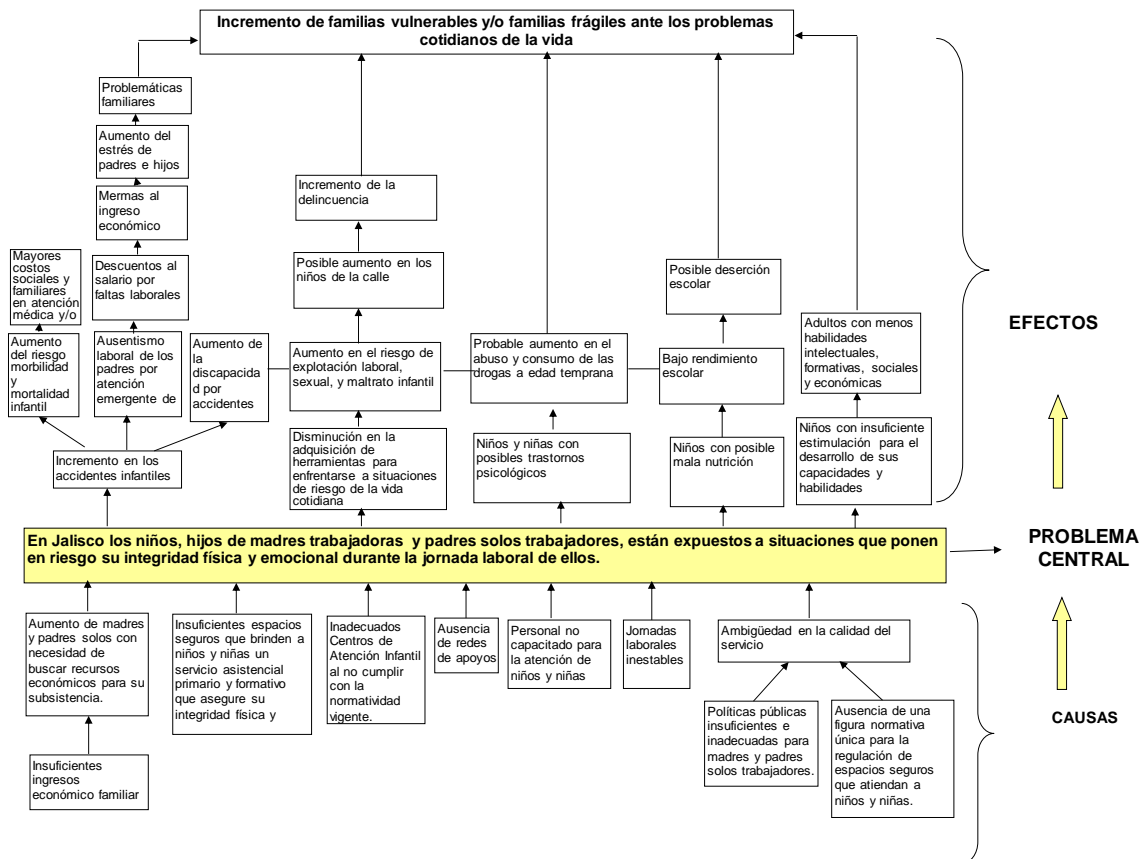 Incremento de familias vulnerables y/o familias frágiles ante los problemas
cotidianos de la vida
Problemáticas
familiares
Aumento del
estrés de
padres e hijos
Mermas al
ingreso
económico
Descuentos al
salario por
faltas laborales
Ausentismo
laboral de los
padres por
atención
emergente de
Mayores
costos
sociales y
familiares
en atención
médica y/o
Aumento
del riesgo
morbilidad
y
mortalidad
infantil
Aumento de
la
discapacida
d por
accidentes
Incremento en los
accidentes infantiles
Incremento de la
delincuencia
Posible aumento en los
niños de la calle
Aumento en el riesgo de
explotación laboral,
sexual, y maltrato infantil
Disminución en la
adquisición de
herramientas para
enfrentarse a situaciones
de riesgo de la vida
cotidiana
Probable aumento en el
abuso y consumo de las
drogas a edad temprana
Niños y niñas con
posibles trastornos
psicológicos
Posible deserción
escolar
Bajo rendimiento
escolar
Niños con posible
mala nutrición
Adultos con menos
habilidades
intelectuales,
formativas, sociales
y económicas
Niños con insuficiente
estimulación para el
desarrollo de sus
capacidades y
habilidades
EFECTOS
En Jalisco los niños, hijos de madres trabajadoras y padres solos trabajadores, están expuestos a situaciones que ponen
en riesgo su integridad física y emocional durante la jornada laboral de ellos.
PROBLEMA
CENTRAL
Aumento de madres
y padres solos con
necesidad de
buscar recursos
económicos para su
subsistencia.
Insuficientes
ingresos
económico familiar
Insuficientes espacios
seguros que brinden a
niños y niñas un
servicio asistencial
primario y formativo
que asegure su
integridad física y
Inadecuados
Centros de
Atención Infantil
al no cumplir
con la
normatividad
vigente.
Ausencia
de redes
de apoyos
Personal no
capacitado para
la atención de
niños y niñas
Jornadas
laborales
inestables
Ambigüedad en la calidad del
servicio
Políticas públicas
insuficientes e
inadecuadas para
madres y padres
solos trabajadores.
Ausencia de una
figura normativa
única para la
regulación de
espacios seguros
que atiendan a
niños y niñas.
CAUSAS